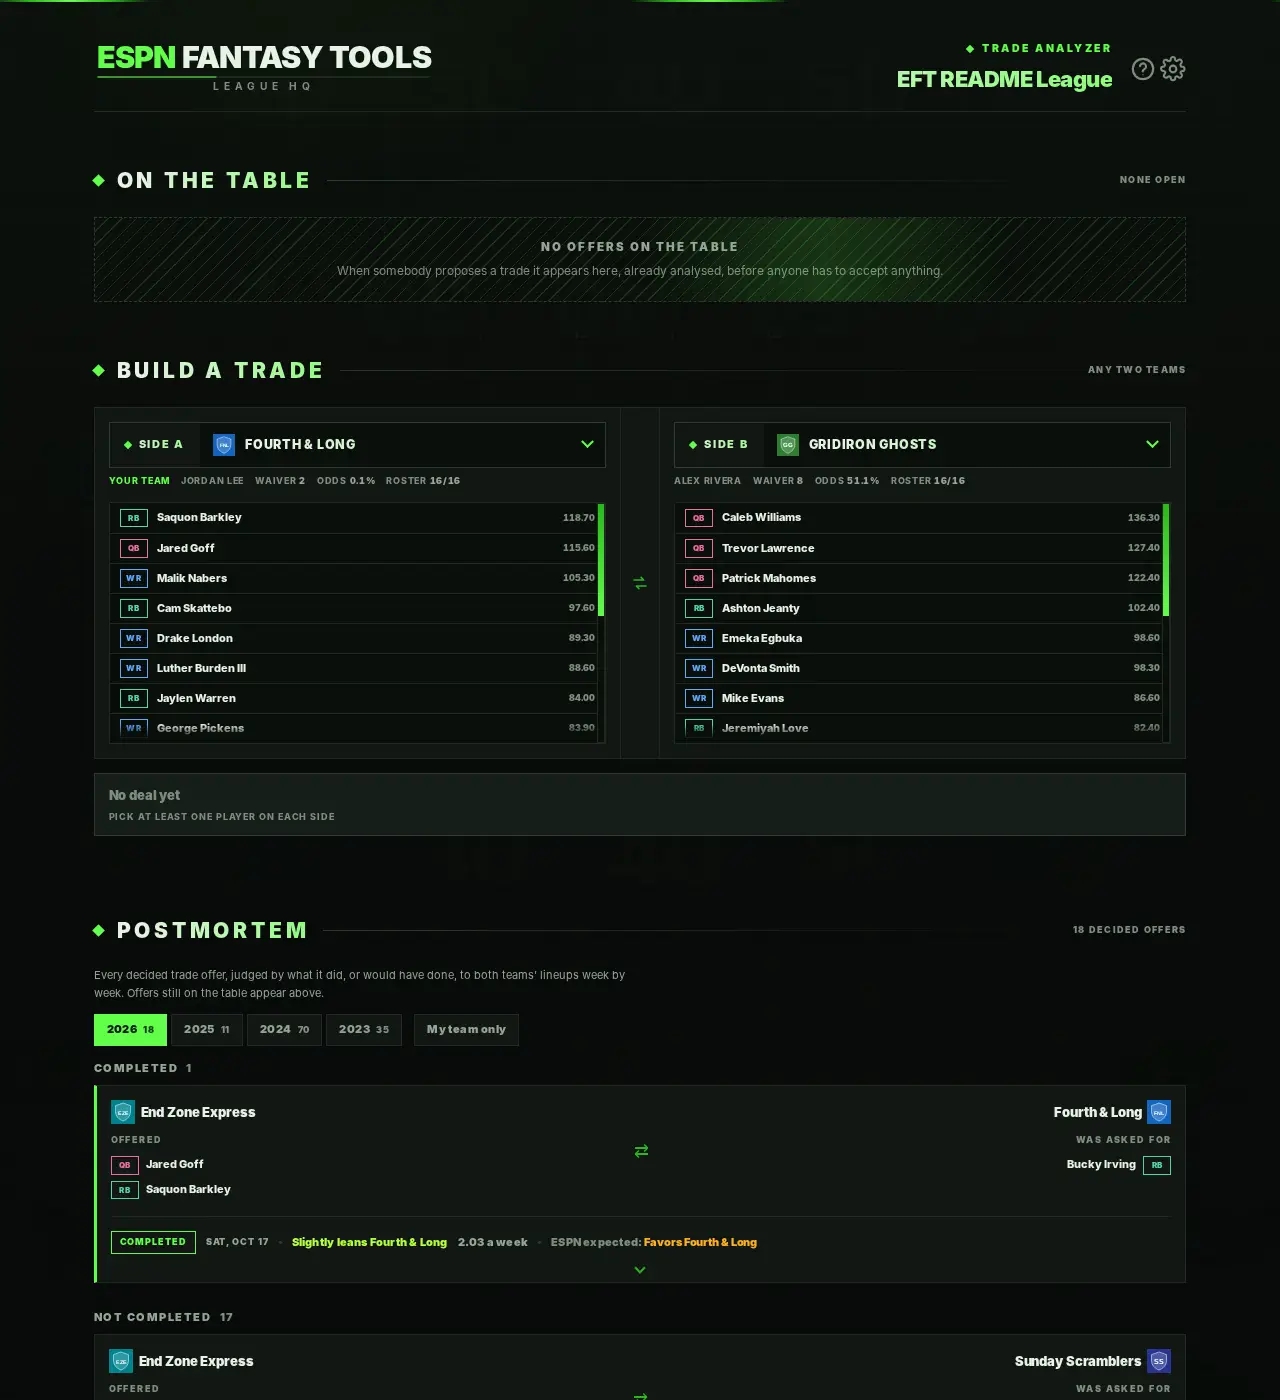 ESPN FANTASY TOOLS
LEAGUE HQ
TRADE ANALYZER
EFT README League
ON THE TABLE
NONE OPEN
NO OFFERS ON THE TABLE
When somebody proposes a trade it appears here, already analysed, before anyone has to accept anything.
BUILD A TRADE
ANY TWO TEAMS
SIDE A FNL FOURTH & LONG
YOUR TEAM JORDAN LEE WAIVER 2 ODDS 0.1% ROSTER 16/16
RB Saquon Barkley 118.70
QB Jared Goff 115.60
WR Malik Nabers 105.30
RB Cam Skattebo 97.60
WR Drake London 89.30
WR Luther Burden III 88.60
RB Jaylen Warren 84.00
WR George Pickens 83.90
SIDE B GG GRIDIRON GHOSTS
ALEX RIVERA WAIVER 8 ODDS 51.1% ROSTER 16/16
QB Caleb Williams 136.30
QB Trevor Lawrence 127.40
QB Patrick Mahomes 122.40
RB Ashton Jeanty 102.40
WR Emeka Egbuka 98.60
WR DeVonta Smith 98.30
WR Mike Evans 86.60
RB Jeremiyah Love 82.40
No deal yet
PICK AT LEAST ONE PLAYER ON EACH SIDE
POSTMORTEM
18 DECIDED OFFERS
Every decided trade offer, judged by what it did, or would have done, to both teams' lineups week by
week. Offers still on the table appear above.
2026 18 2025 11 2024 70 2023 35 My team only
COMPLETED 1
EZE End Zone Express
Fourth & Long FNL
OFFERED
WAS ASKED FOR
QB Jared Goff
Bucky Irving RB
RB Saquon Barkley
COMPLETED SAT, OCT 17 · Slightly leans Fourth & Long 2.03 a week · ESPN expected: Favors Fourth & Long
NOT COMPLETED 17
EZE End Zone Express
Sunday Scramblers SS
OFFERED
WAS ASKED FOR